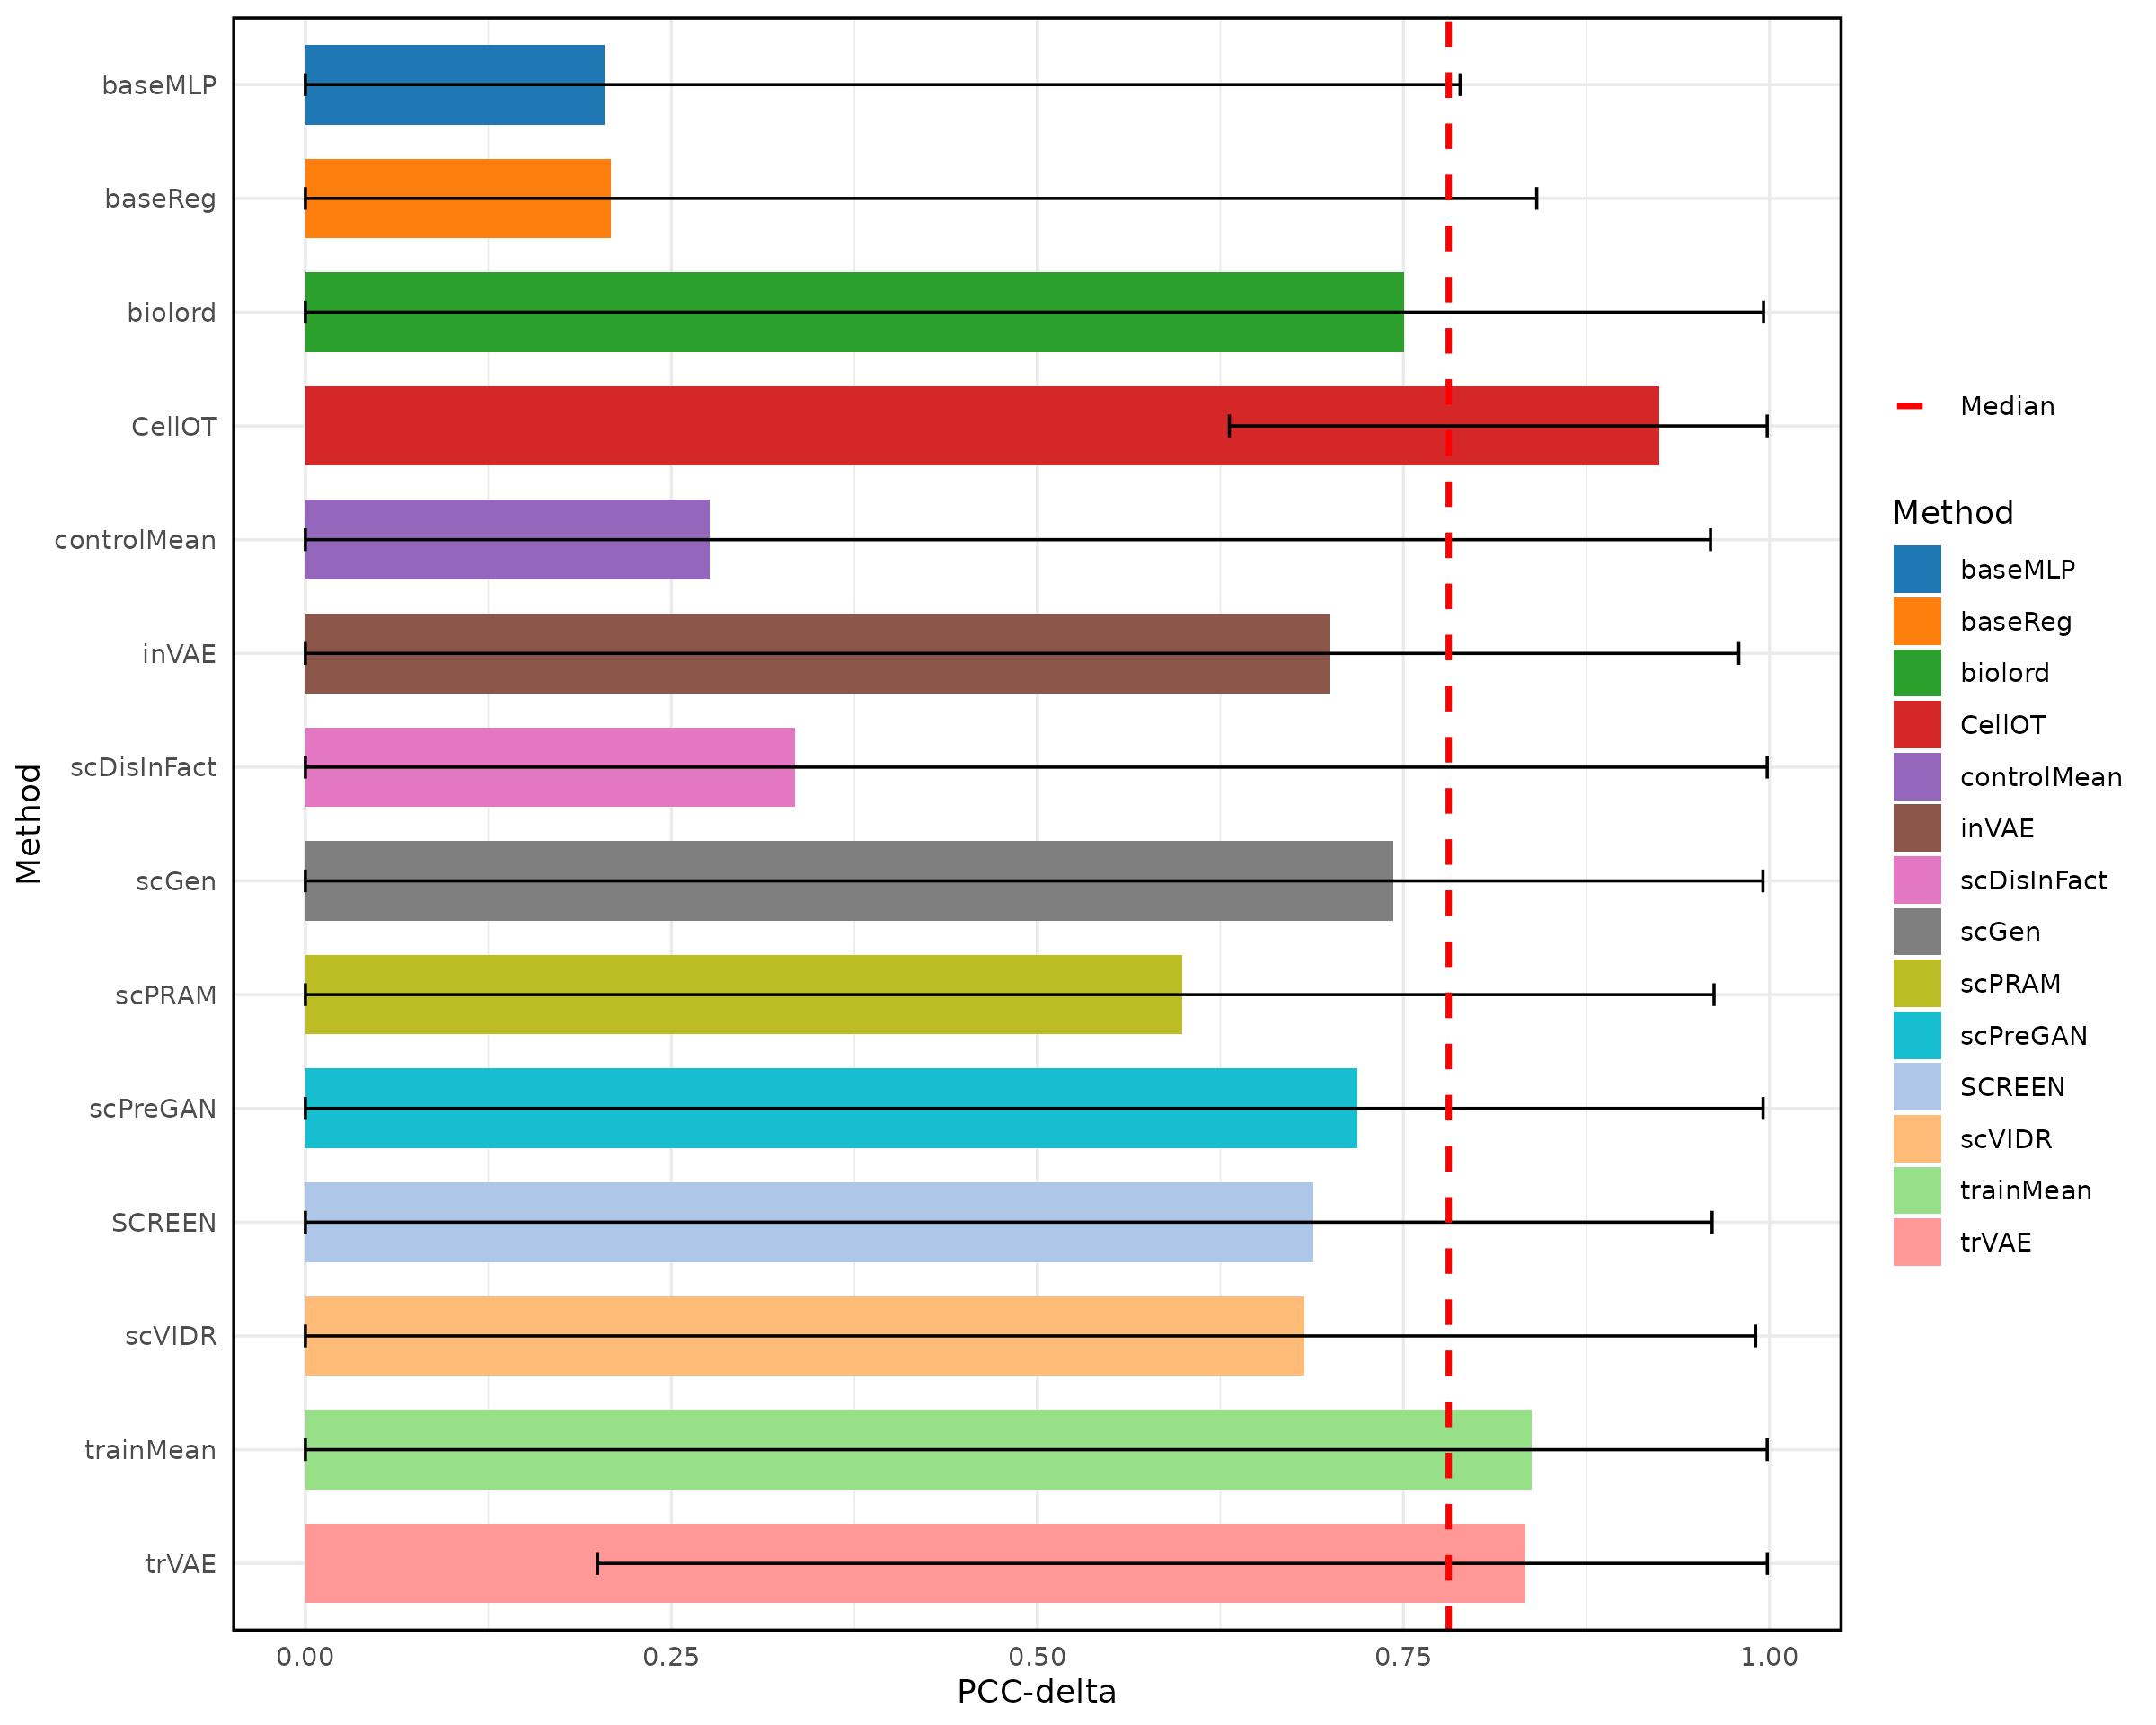 Method
baseMLP
baseReg
biolord
CellOT
controlMean
inVAE
scDisInFact
scGen
scPRAM
scPreGAN
SCREEN
scVIDR
trainMean
trVAE
0.00 0.25 0.50 0.75 1.00
PCC-delta
Median
Method
baseMLP
baseReg
biolord
CellOT
controlMean
inVAE
scDisInFact
scGen
scPRAM
scPreGAN
SCREEN
scVIDR
trainMean
trVAE